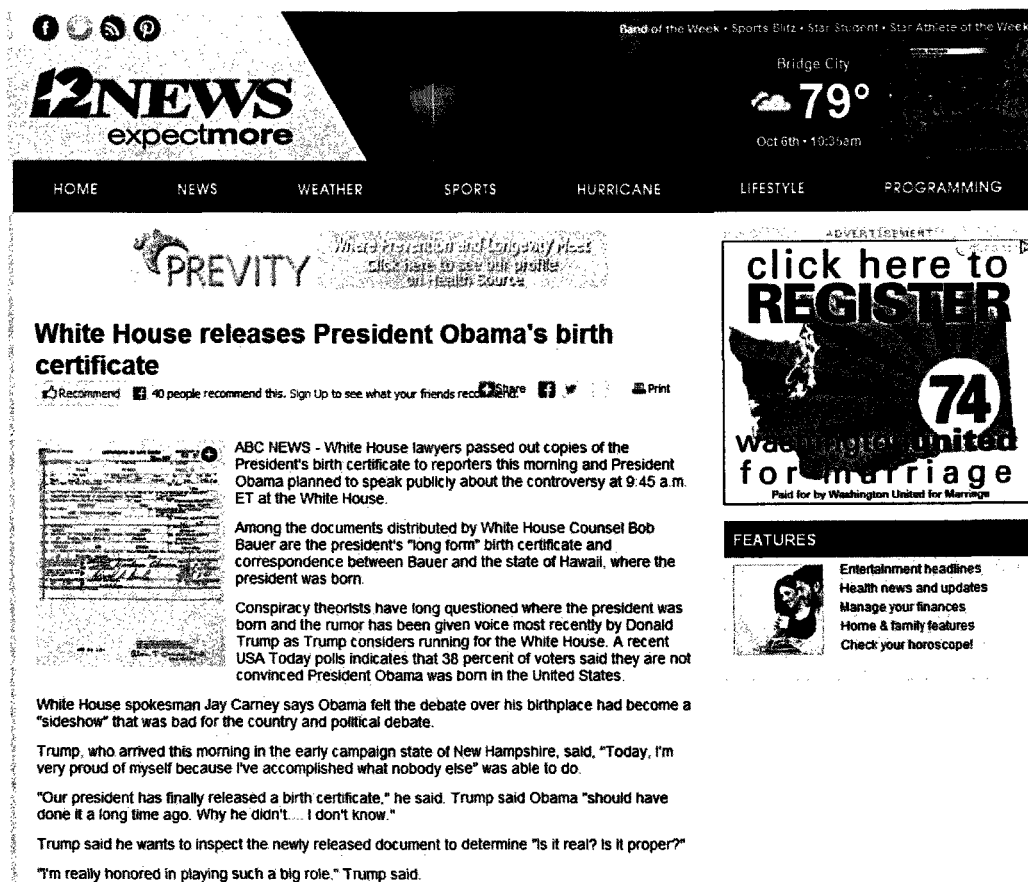 Band of the Week • Sports Blitz • Star Student • Star Athlete of the Week
12NEWS
expectmore
Bridge City
79°
Oct 6th • 10:35am
HOME NEWS WEATHER SPORTS HURRICANE LIFESTYLE PROGRAMMING
PREVITY
Where Prevention and Longevity Meet
Click here to see our profile
on Health Source
ADVERTISEMENT
click here to
REGISTER
74
washington united
for marriage
Paid for by Washington United for Marriage
White House releases President Obama's birth
certificate
Recommend 40 people recommend this. Sign Up to see what your friends recommend. Share Print
ABC NEWS - White House lawyers passed out copies of the
President's birth certificate to reporters this morning and President
Obama planned to speak publicly about the controversy at 9:45 a.m.
ET at the White House.
Among the documents distributed by White House Counsel Bob
Bauer are the president's "long form" birth certificate and
correspondence between Bauer and the state of Hawaii, where the
president was born.
Conspiracy theorists have long questioned where the president was
born and the rumor has been given voice most recently by Donald
Trump as Trump considers running for the White House. A recent
USA Today polls indicates that 38 percent of voters said they are not
convinced President Obama was born in the United States.
White House spokesman Jay Carney says Obama felt the debate over his birthplace had become a
"sideshow" that was bad for the country and political debate.
Trump, who arrived this morning in the early campaign state of New Hampshire, said, "Today, I'm
very proud of myself because I've accomplished what nobody else" was able to do.
"Our president has finally released a birth certificate," he said. Trump said Obama "should have
done it a long time ago. Why he didn't.... I don't know."
Trump said he wants to inspect the newly released document to determine "Is it real? Is it proper?"
"I'm really honored in playing such a big role," Trump said.
FEATURES
Entertainment headlines
Health news and updates
Manage your finances
Home & family features
Check your horoscope!